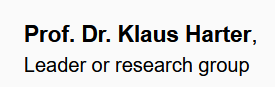 Prof. Dr. Klaus Harter,
Leader or research group